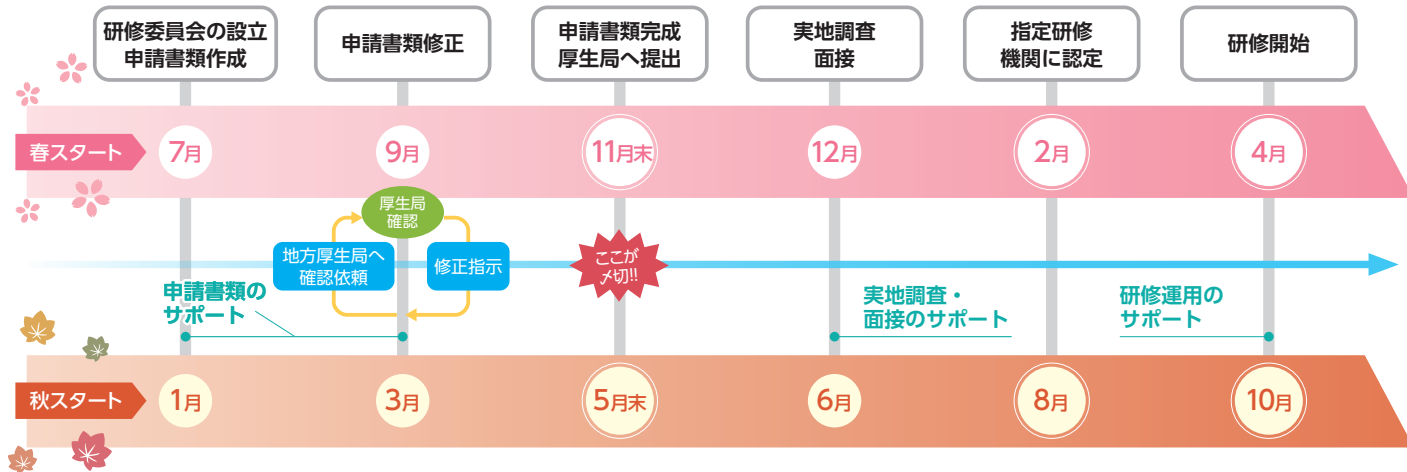 研修委員会の設立
申請書類作成
申請書類修正
申請書類完成
厚生局へ提出
実地調査
面接
指定研修
機関に認定
研修開始
春スタート
7月
9月
11月末
12月
2月
4月
厚生局
確認
地方厚生局へ
確認依頼
修正指示
ここが
〆切!!
申請書類の
サポート
実地調査・
面接のサポート
研修運用の
サポート
秋スタート
1月
3月
5月末
6月
8月
10月